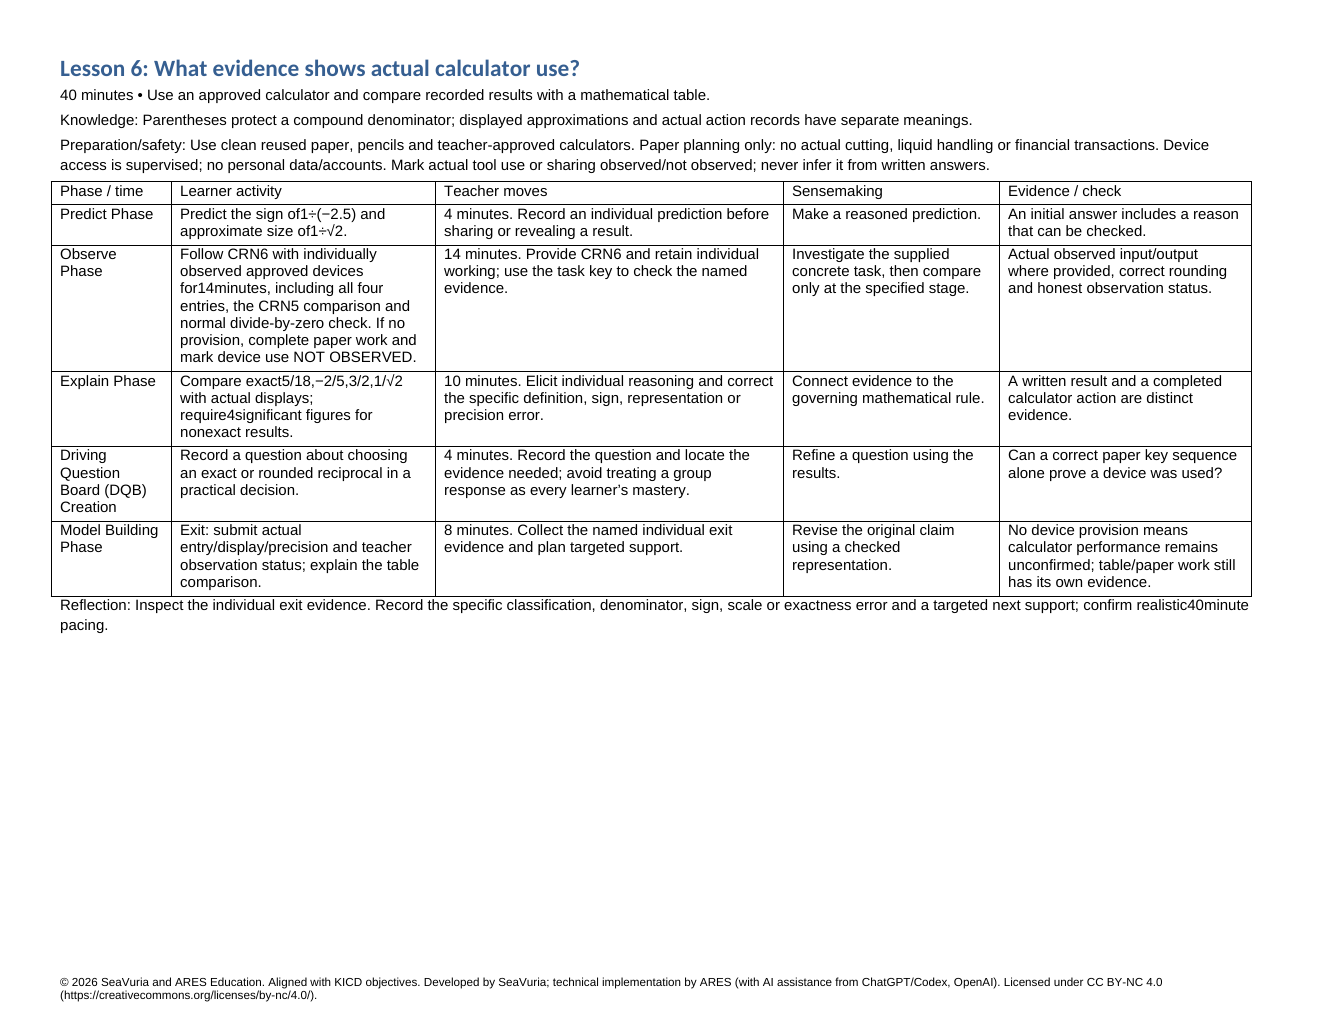 Lesson 6: What evidence shows actual calculator use?
40 minutes • Use an approved calculator and compare recorded results with a mathematical table.
Knowledge: Parentheses protect a compound denominator; displayed approximations and actual action records have separate meanings.
Preparation/safety: Use clean reused paper, pencils and teacher-approved calculators. Paper planning only: no actual cutting, liquid handling or financial transactions. Device
access is supervised; no personal data/accounts. Mark actual tool use or sharing observed/not observed; never infer it from written answers.
Phase / time
Learner activity
Teacher moves
Sensemaking
Evidence / check
Predict Phase
Predict the sign of1÷(−2.5) and
approximate size of1÷√2.
4 minutes. Record an individual prediction before
sharing or revealing a result.
Make a reasoned prediction.
An initial answer includes a reason
that can be checked.
Observe
Phase
Follow CRN6 with individually
observed approved devices
for14minutes, including all four
entries, the CRN5 comparison and
normal divide-by-zero check. If no
provision, complete paper work and
mark device use NOT OBSERVED.
14 minutes. Provide CRN6 and retain individual
working; use the task key to check the named
evidence.
Investigate the supplied
concrete task, then compare
only at the specified stage.
Actual observed input/output
where provided, correct rounding
and honest observation status.
Explain Phase
Compare exact5/18,−2/5,3/2,1/√2
with actual displays;
require4significant figures for
nonexact results.
10 minutes. Elicit individual reasoning and correct
the specific definition, sign, representation or
precision error.
Connect evidence to the
governing mathematical rule.
A written result and a completed
calculator action are distinct
evidence.
Driving
Question
Board (DQB)
Creation
Record a question about choosing
an exact or rounded reciprocal in a
practical decision.
4 minutes. Record the question and locate the
evidence needed; avoid treating a group
response as every learner’s mastery.
Refine a question using the
results.
Can a correct paper key sequence
alone prove a device was used?
Model Building
Phase
Exit: submit actual
entry/display/precision and teacher
observation status; explain the table
comparison.
8 minutes. Collect the named individual exit
evidence and plan targeted support.
Revise the original claim
using a checked
representation.
No device provision means
calculator performance remains
unconfirmed; table/paper work still
has its own evidence.
Reflection: Inspect the individual exit evidence. Record the specific classification, denominator, sign, scale or exactness error and a targeted next support; confirm realistic40minute
pacing.
© 2026 SeaVuria and ARES Education. Aligned with KICD objectives. Developed by SeaVuria; technical implementation by ARES (with AI assistance from ChatGPT/Codex, OpenAI). Licensed under CC BY-NC 4.0
(https://creativecommons.org/licenses/by-nc/4.0/).